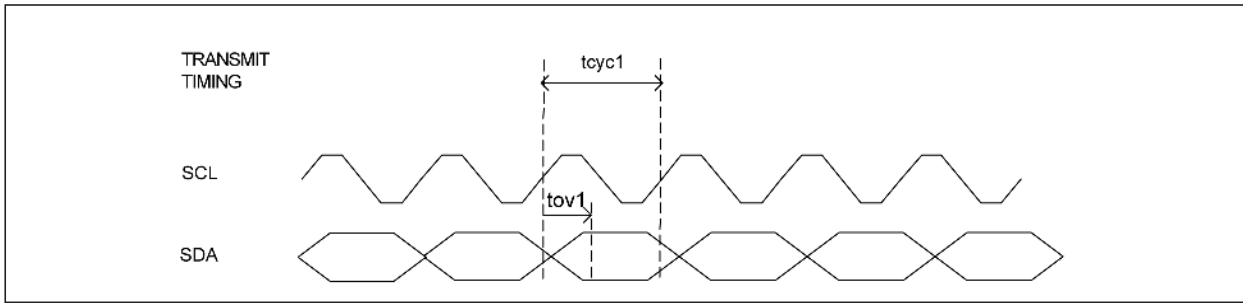 TRANSMIT
TIMING
tcyc1
SCL
tov1
SDA